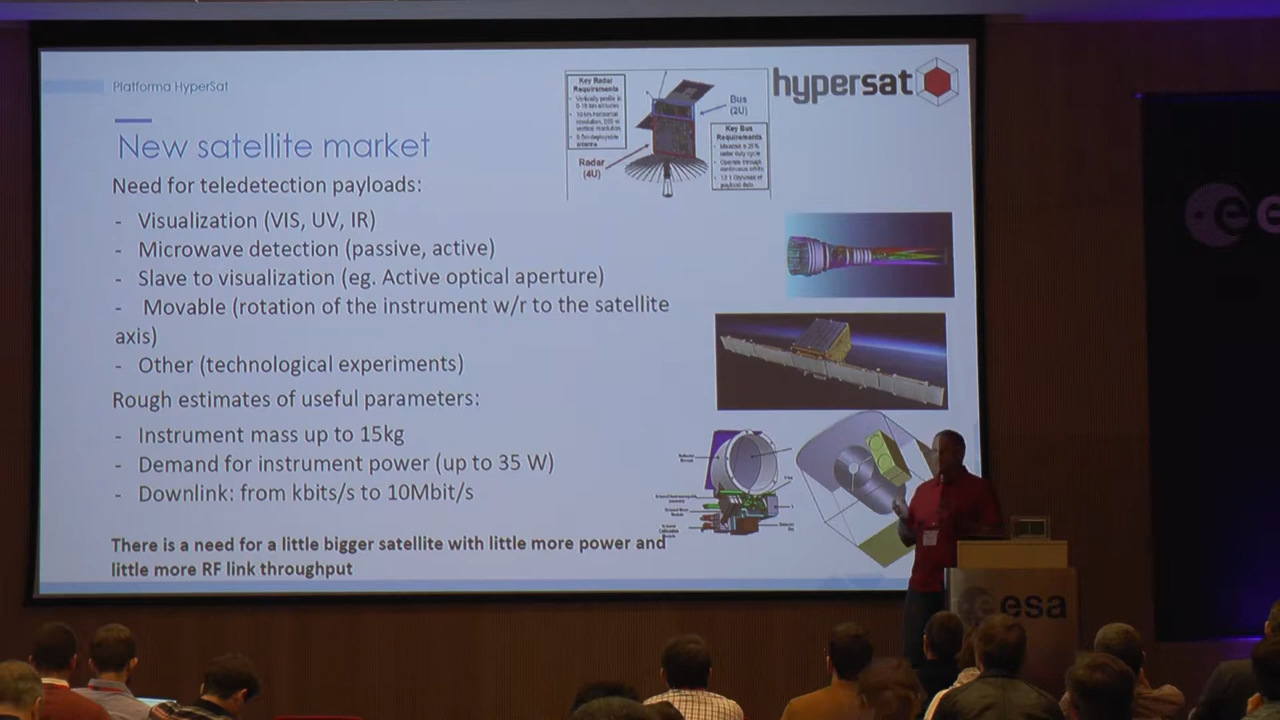 Platforma HyperSat
hypersat
New satellite market
Key Radar
Requirements
Bus
(2U)
Key Bus
Requirements
Radar
(4U)
Need for teledetection payloads:
- Visualization (VIS, UV, IR)
- Microwave detection (passive, active)
- Slave to visualization (eg. Active optical aperture)
- Movable (rotation of the instrument w/r to the satellite
axis)
- Other (technological experiments)
Rough estimates of useful parameters:
- Instrument mass up to 15kg
- Demand for instrument power (up to 35 W)
- Downlink: from kbits/s to 10Mbit/s
There is a need for a little bigger satellite with little more power and
little more RF link throughput
esa